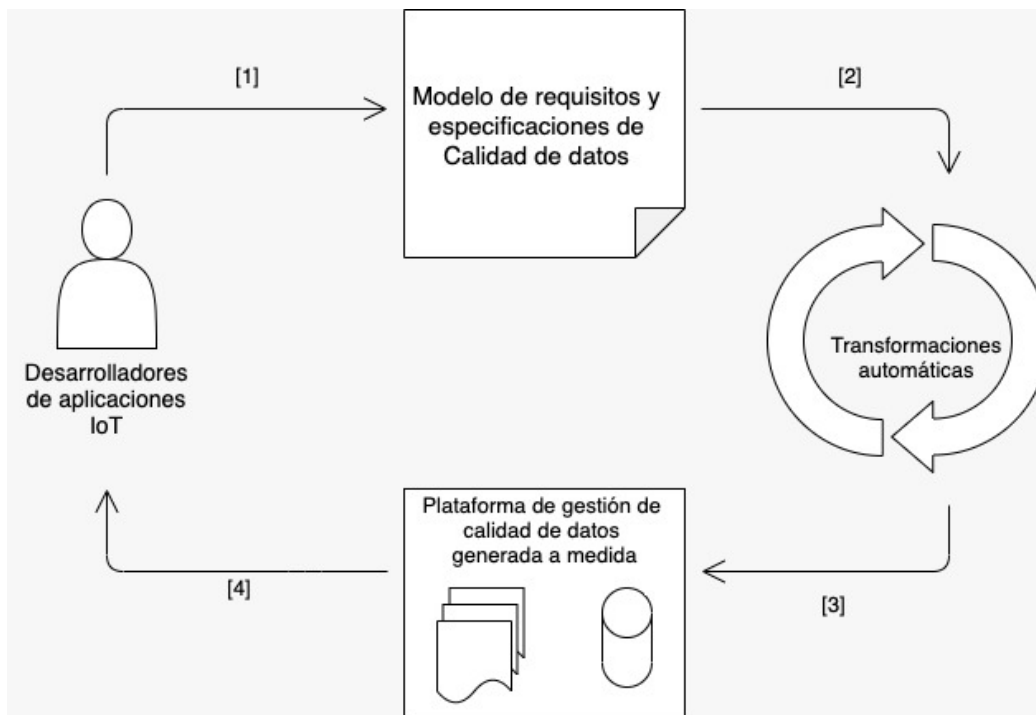 [1]
Modelo de requisitos y
especificaciones de
Calidad de datos
[2]
Desarrolladores
de aplicaciones
IoT
Transformaciones
automáticas
Plataforma de gestión de
calidad de datos
generada a medida
[4]
[3]